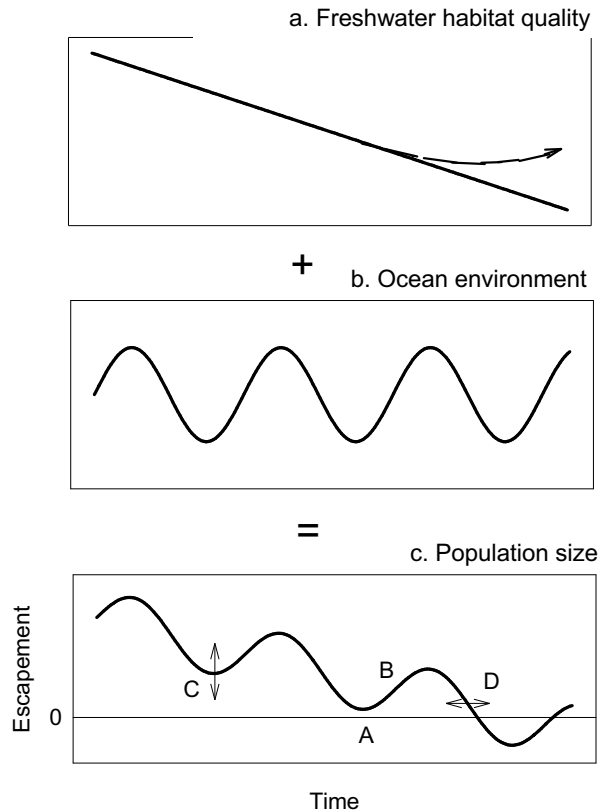 a. Freshwater habitat quality
+
b. Ocean environment
=
c. Population size
Escapement
0
C
A
B
D
Time